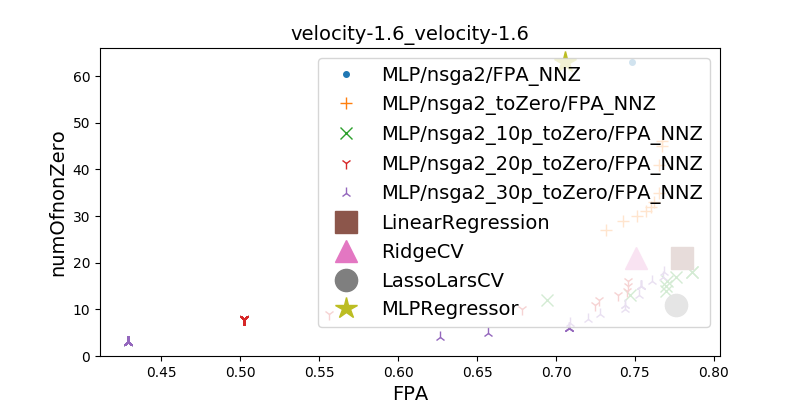 velocity-1.6_velocity-1.6
numOfnonZero
60
50
40
30
20
10
0
MLP/nsga2/FPA_NNZ
MLP/nsga2_toZero/FPA_NNZ
MLP/nsga2_10p_toZero/FPA_NNZ
MLP/nsga2_20p_toZero/FPA_NNZ
MLP/nsga2_30p_toZero/FPA_NNZ
LinearRegression
RidgeCV
LassoLarsCV
MLPRegressor
0.45 0.50 0.55 0.60 0.65 0.70 0.75 0.80
FPA